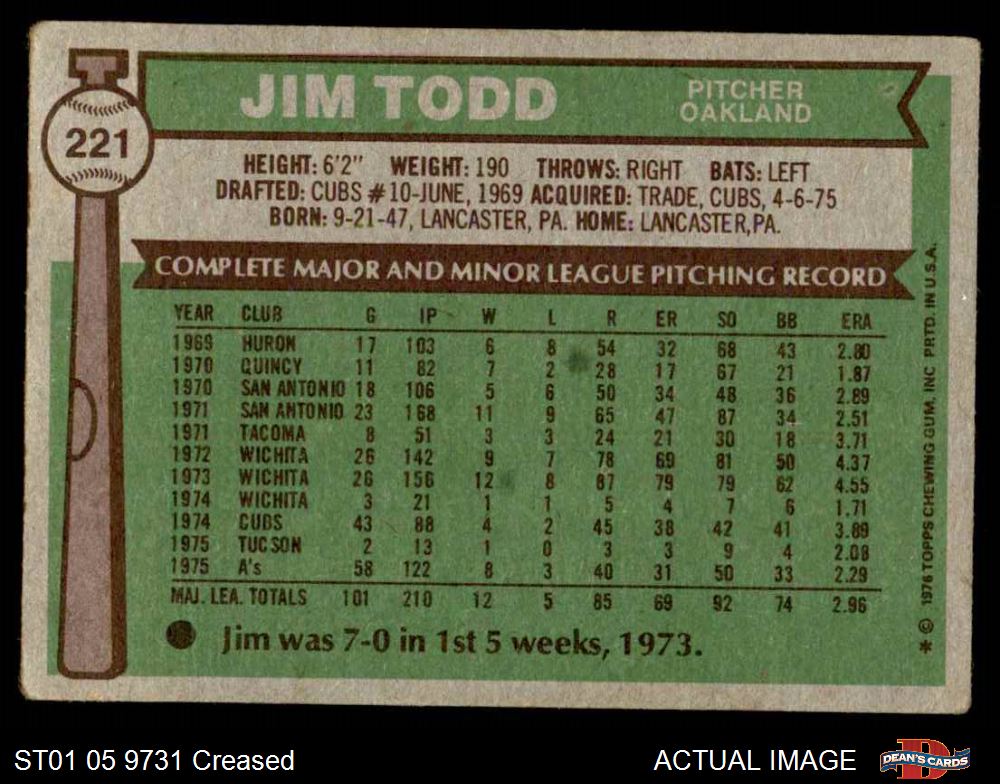 JIM TODD
PITCHER
OAKLAND
221
HEIGHT: 6'2" WEIGHT: 190 THROWS: RIGHT BATS: LEFT
DRAFTED: CUBS #10-JUNE, 1969 ACQUIRED: TRADE, CUBS, 4-6-75
BORN: 9-21-47, LANCASTER, PA. HOME: LANCASTER,PA.
COMPLETE MAJOR AND MINOR LEAGUE PITCHING RECORD
YEAR CLUB G IP W L R ER SO BB ERA
1969 HURON 17 103 6 8 54 32 68 43 2.80
1970 QUINCY 11 82 7 2 28 17 67 21 1.87
1970 SAN ANTONIO 18 106 5 6 50 34 48 36 2.89
1971 SAN ANTONIO 23 168 11 9 65 47 87 34 2.51
1971 TACOMA 8 51 3 3 24 21 30 18 3.71
1972 WICHITA 26 142 9 7 78 69 81 50 4.37
1973 WICHITA 26 156 12 8 87 79 79 62 4.55
1974 WICHITA 3 21 1 1 5 4 7 6 1.71
1974 CUBS 43 88 4 2 45 38 42 41 3.89
1975 TUCSON 2 13 1 0 3 3 9 4 2.08
1975 A's 58 122 8 3 40 31 50 33 2.29
MAJ. LEA. TOTALS 101 210 12 5 85 69 92 74 2.96
Jim was 7-0 in 1st 5 weeks, 1973.
* © 1976 TOPPS CHEWING GUM, INC PRTD. IN U.S.A.
ST01 05 9731 Creased
ACTUAL IMAGE
DEAN'S CARDS